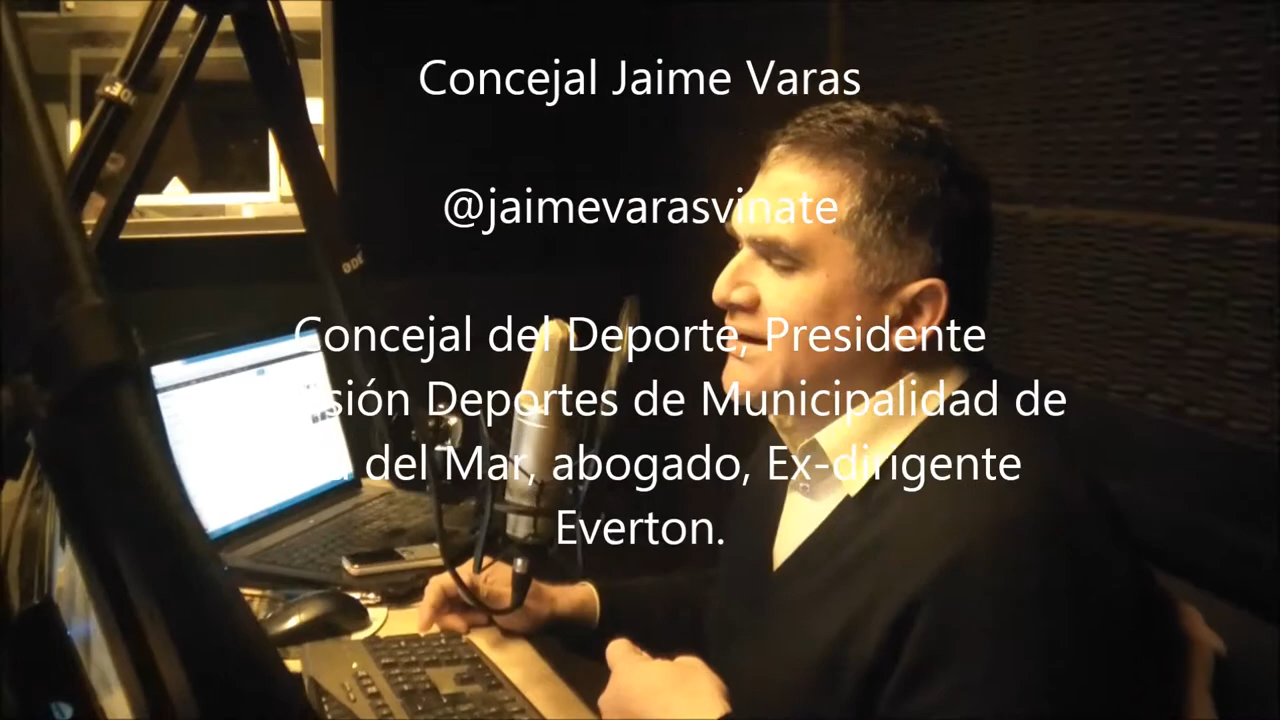 Concejal Jaime Varas
@jaimevarasvinate
Concejal del Deporte, Presidente
Deportes de Municipalidad de
del Mar, abogado, Ex-dirigente
Everton.